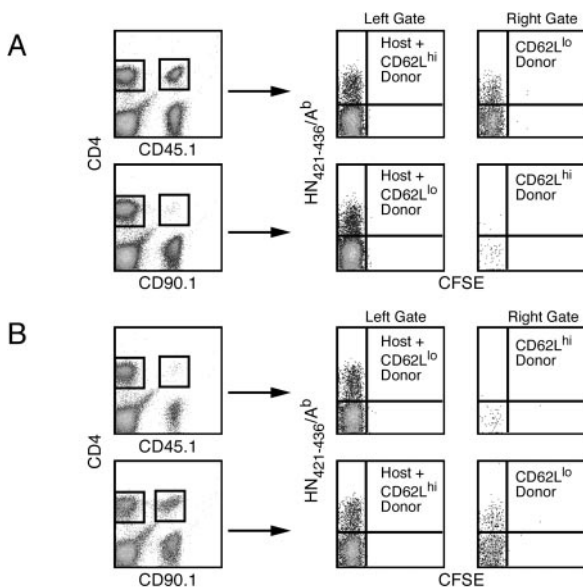 A
Left Gate
Right Gate
CD4
CD45.1
CD90.1
HN421-436/Ab
Host +
CD62Lhi
Donor
CD62Llo
Donor
Host +
CD62Llo
Donor
CD62Lhi
Donor
CFSE
B
Left Gate
Right Gate
CD4
CD45.1
CD90.1
HN421-436/Ab
Host +
CD62Llo
Donor
CD62Lhi
Donor
Host +
CD62Lhi
Donor
CD62Llo
Donor
CFSE